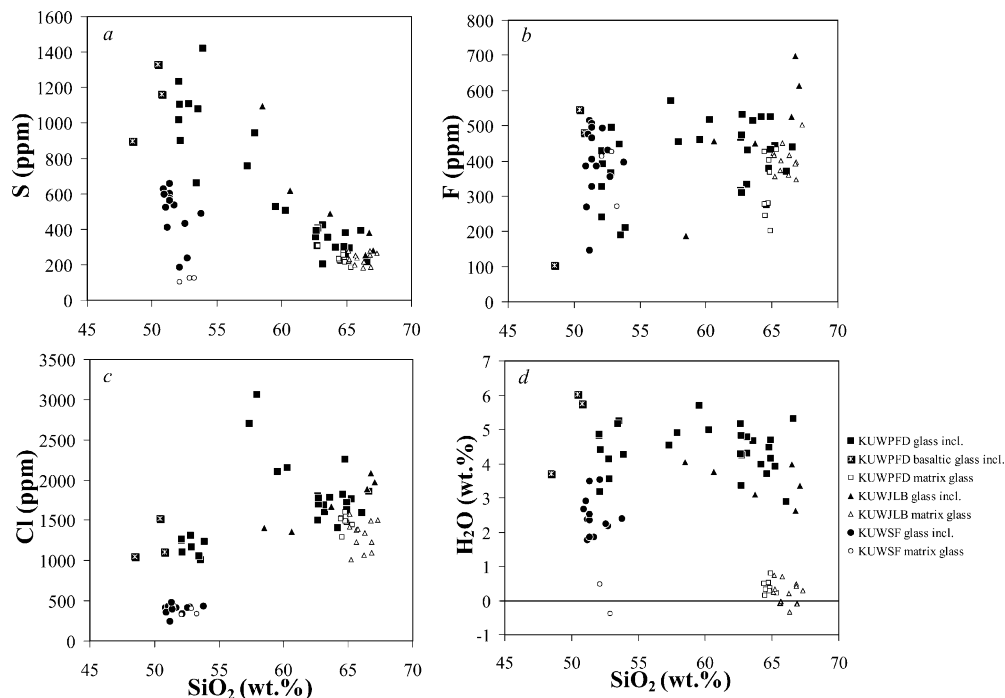 a
S (ppm)
1600
1400
1200
1000
800
600
400
200
0
45 50 55 60 65 70
b
F (ppm)
800
700
600
500
400
300
200
100
0
45 50 55 60 65 70
c
Cl (ppm)
3500
3000
2500
2000
1500
1000
500
0
45 50 55 60 65 70
SiO2 (wt.%)
d
H2O (wt.%)
7
6
5
4
3
2
1
0
-1
45 50 55 60 65 70
SiO2 (wt.%)
KUWPFD glass incl.
KUWPFD basaltic glass incl.
KUWPFD matrix glass
KUWJLB glass incl.
KUWJLB matrix glass
KUWSF glass incl.
KUWSF matrix glass